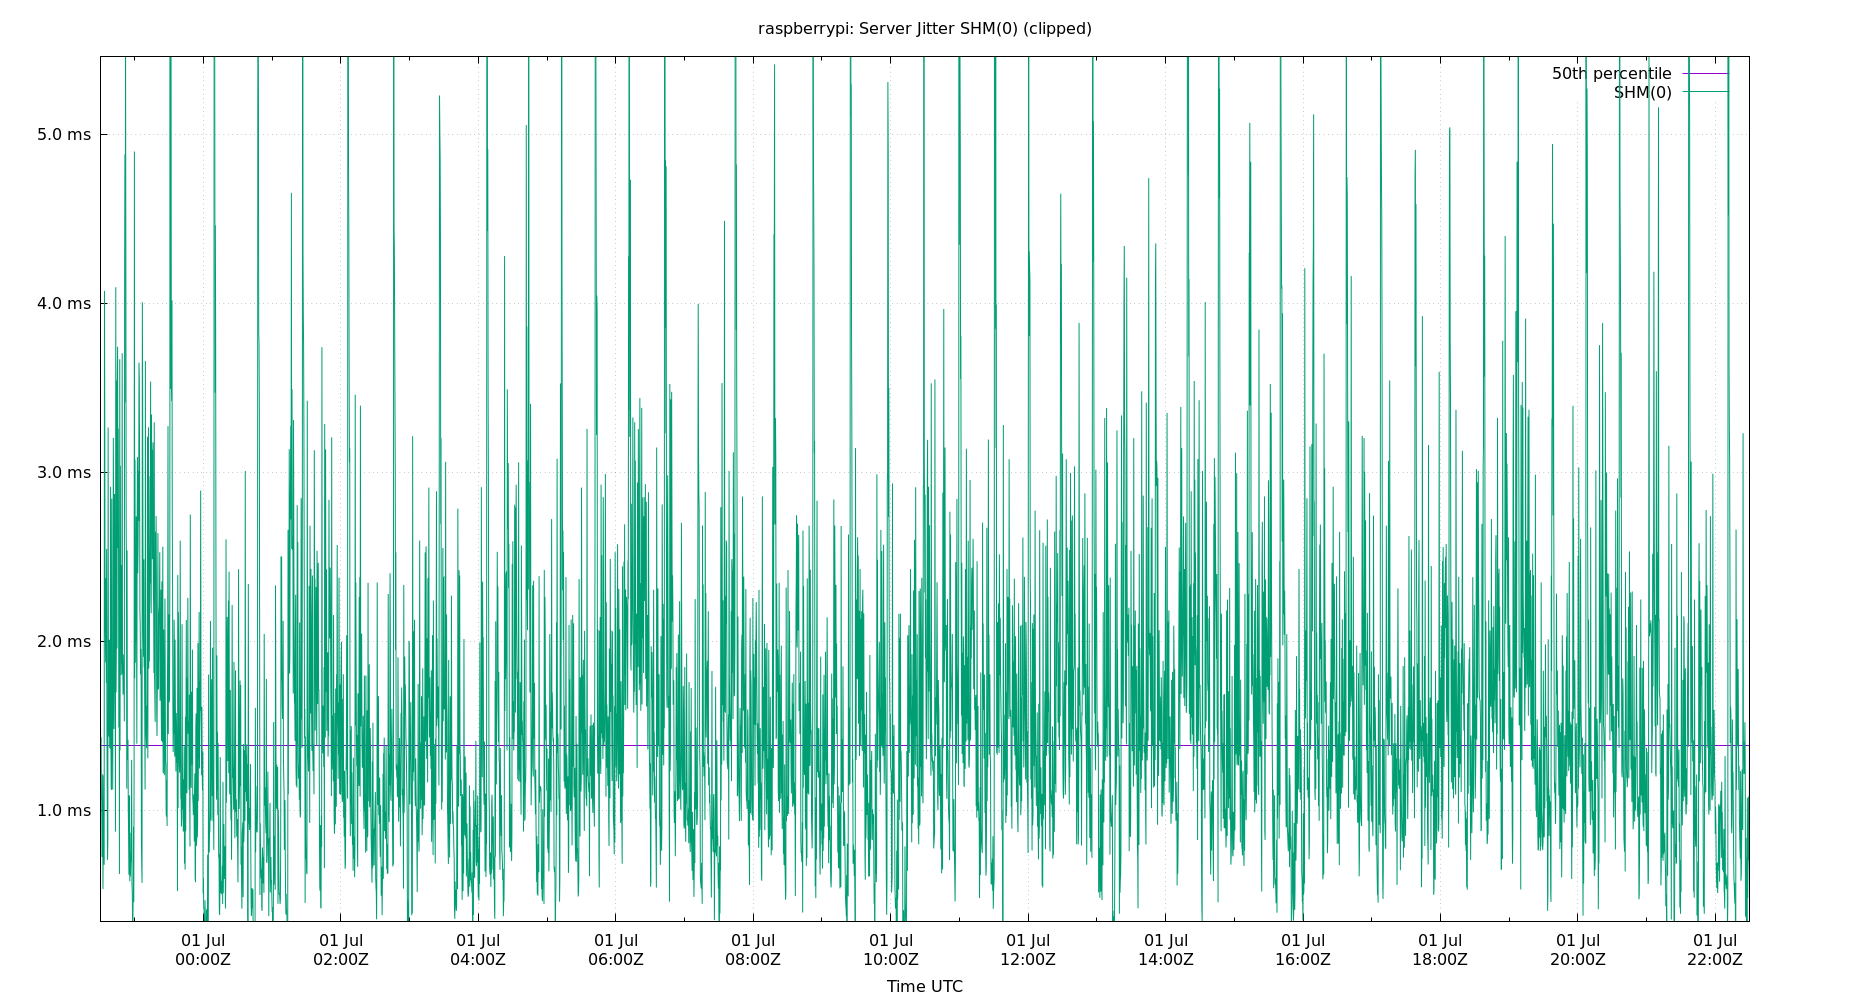 raspberrypi: Server Jitter SHM(0) (clipped)
50th percentile
SHM(0)
5.0 ms
4.0 ms
3.0 ms
2.0 ms
1.0 ms
01 Jul 01 Jul 01 Jul 01 Jul 01 Jul 01 Jul 01 Jul 01 Jul 01 Jul 01 Jul 01 Jul 01 Jul
00:00Z 02:00Z 04:00Z 06:00Z 08:00Z 10:00Z 12:00Z 14:00Z 16:00Z 18:00Z 20:00Z 22:00Z
Time UTC